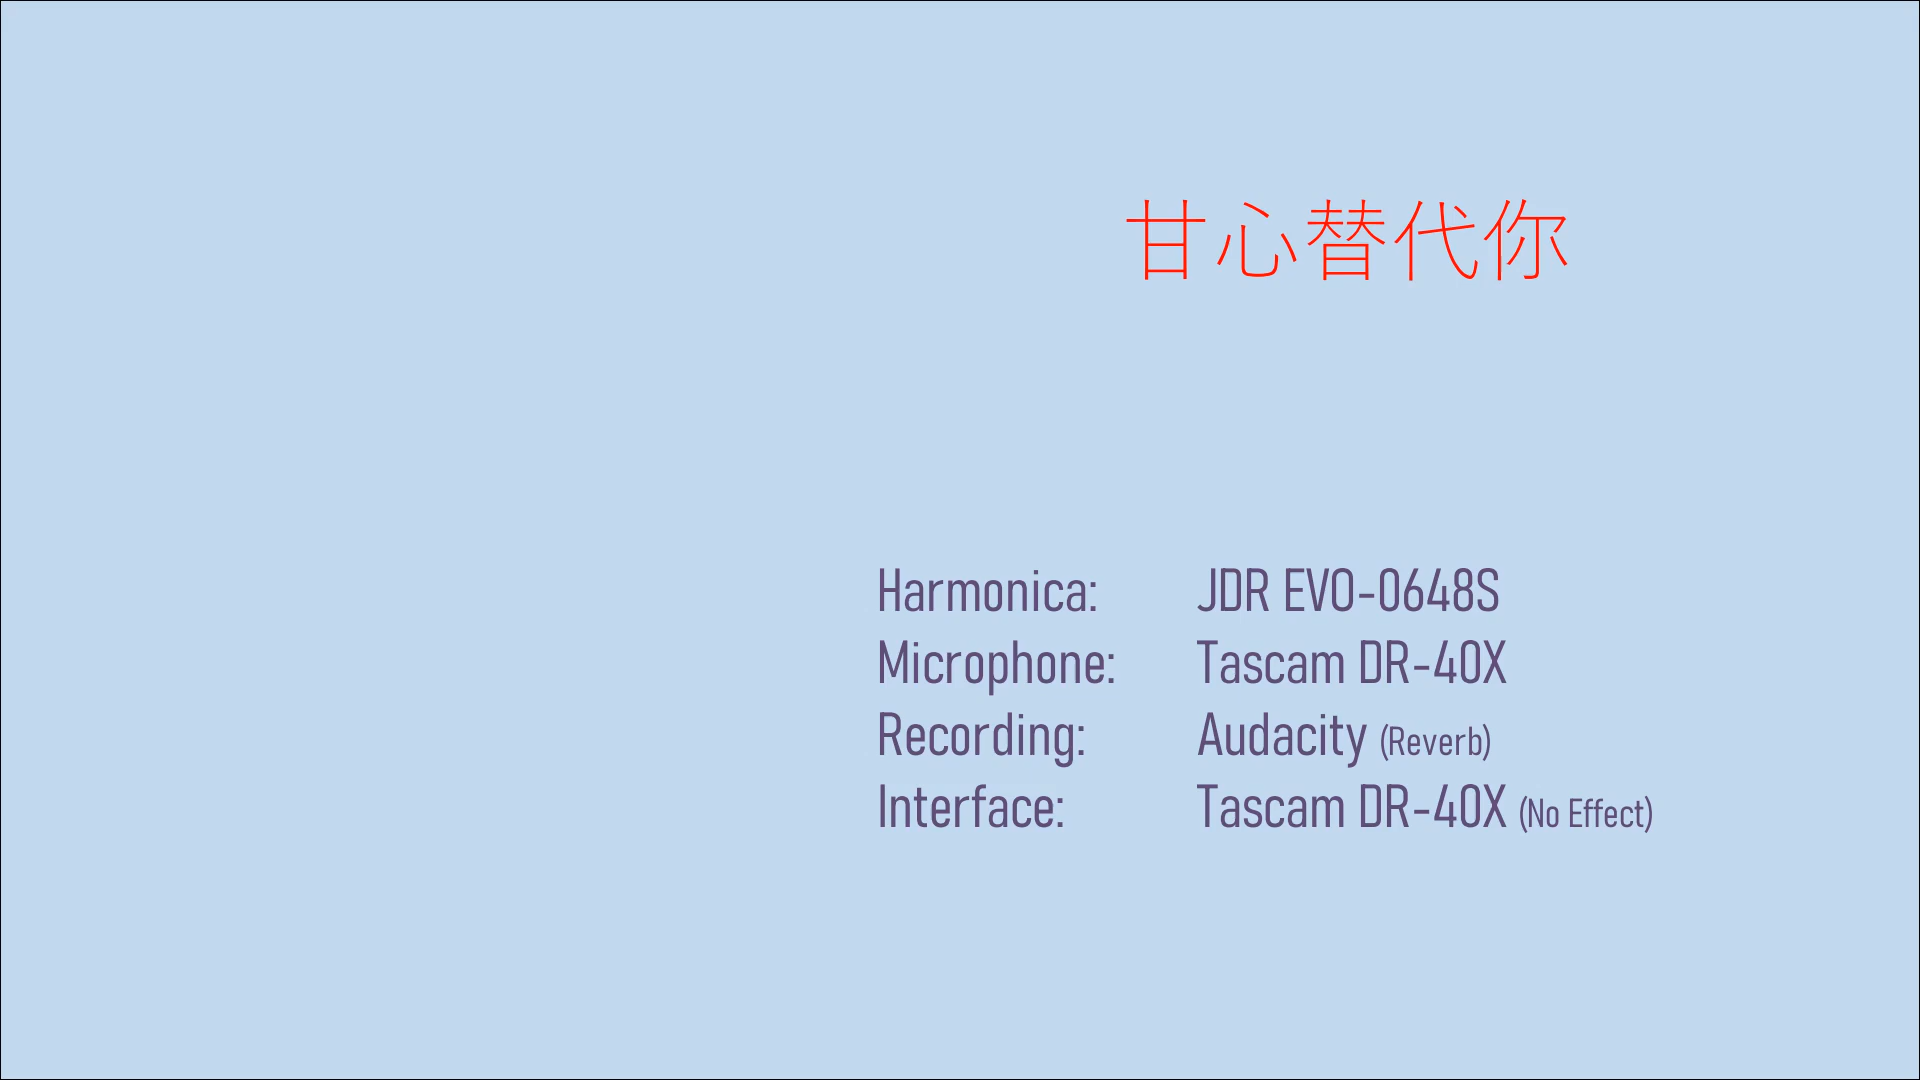 甘心替代你
Harmonica: JDR EVO-0648S
Microphone: Tascam DR-40X
Recording: Audacity (Reverb)
Interface: Tascam DR-40X (No Effect)